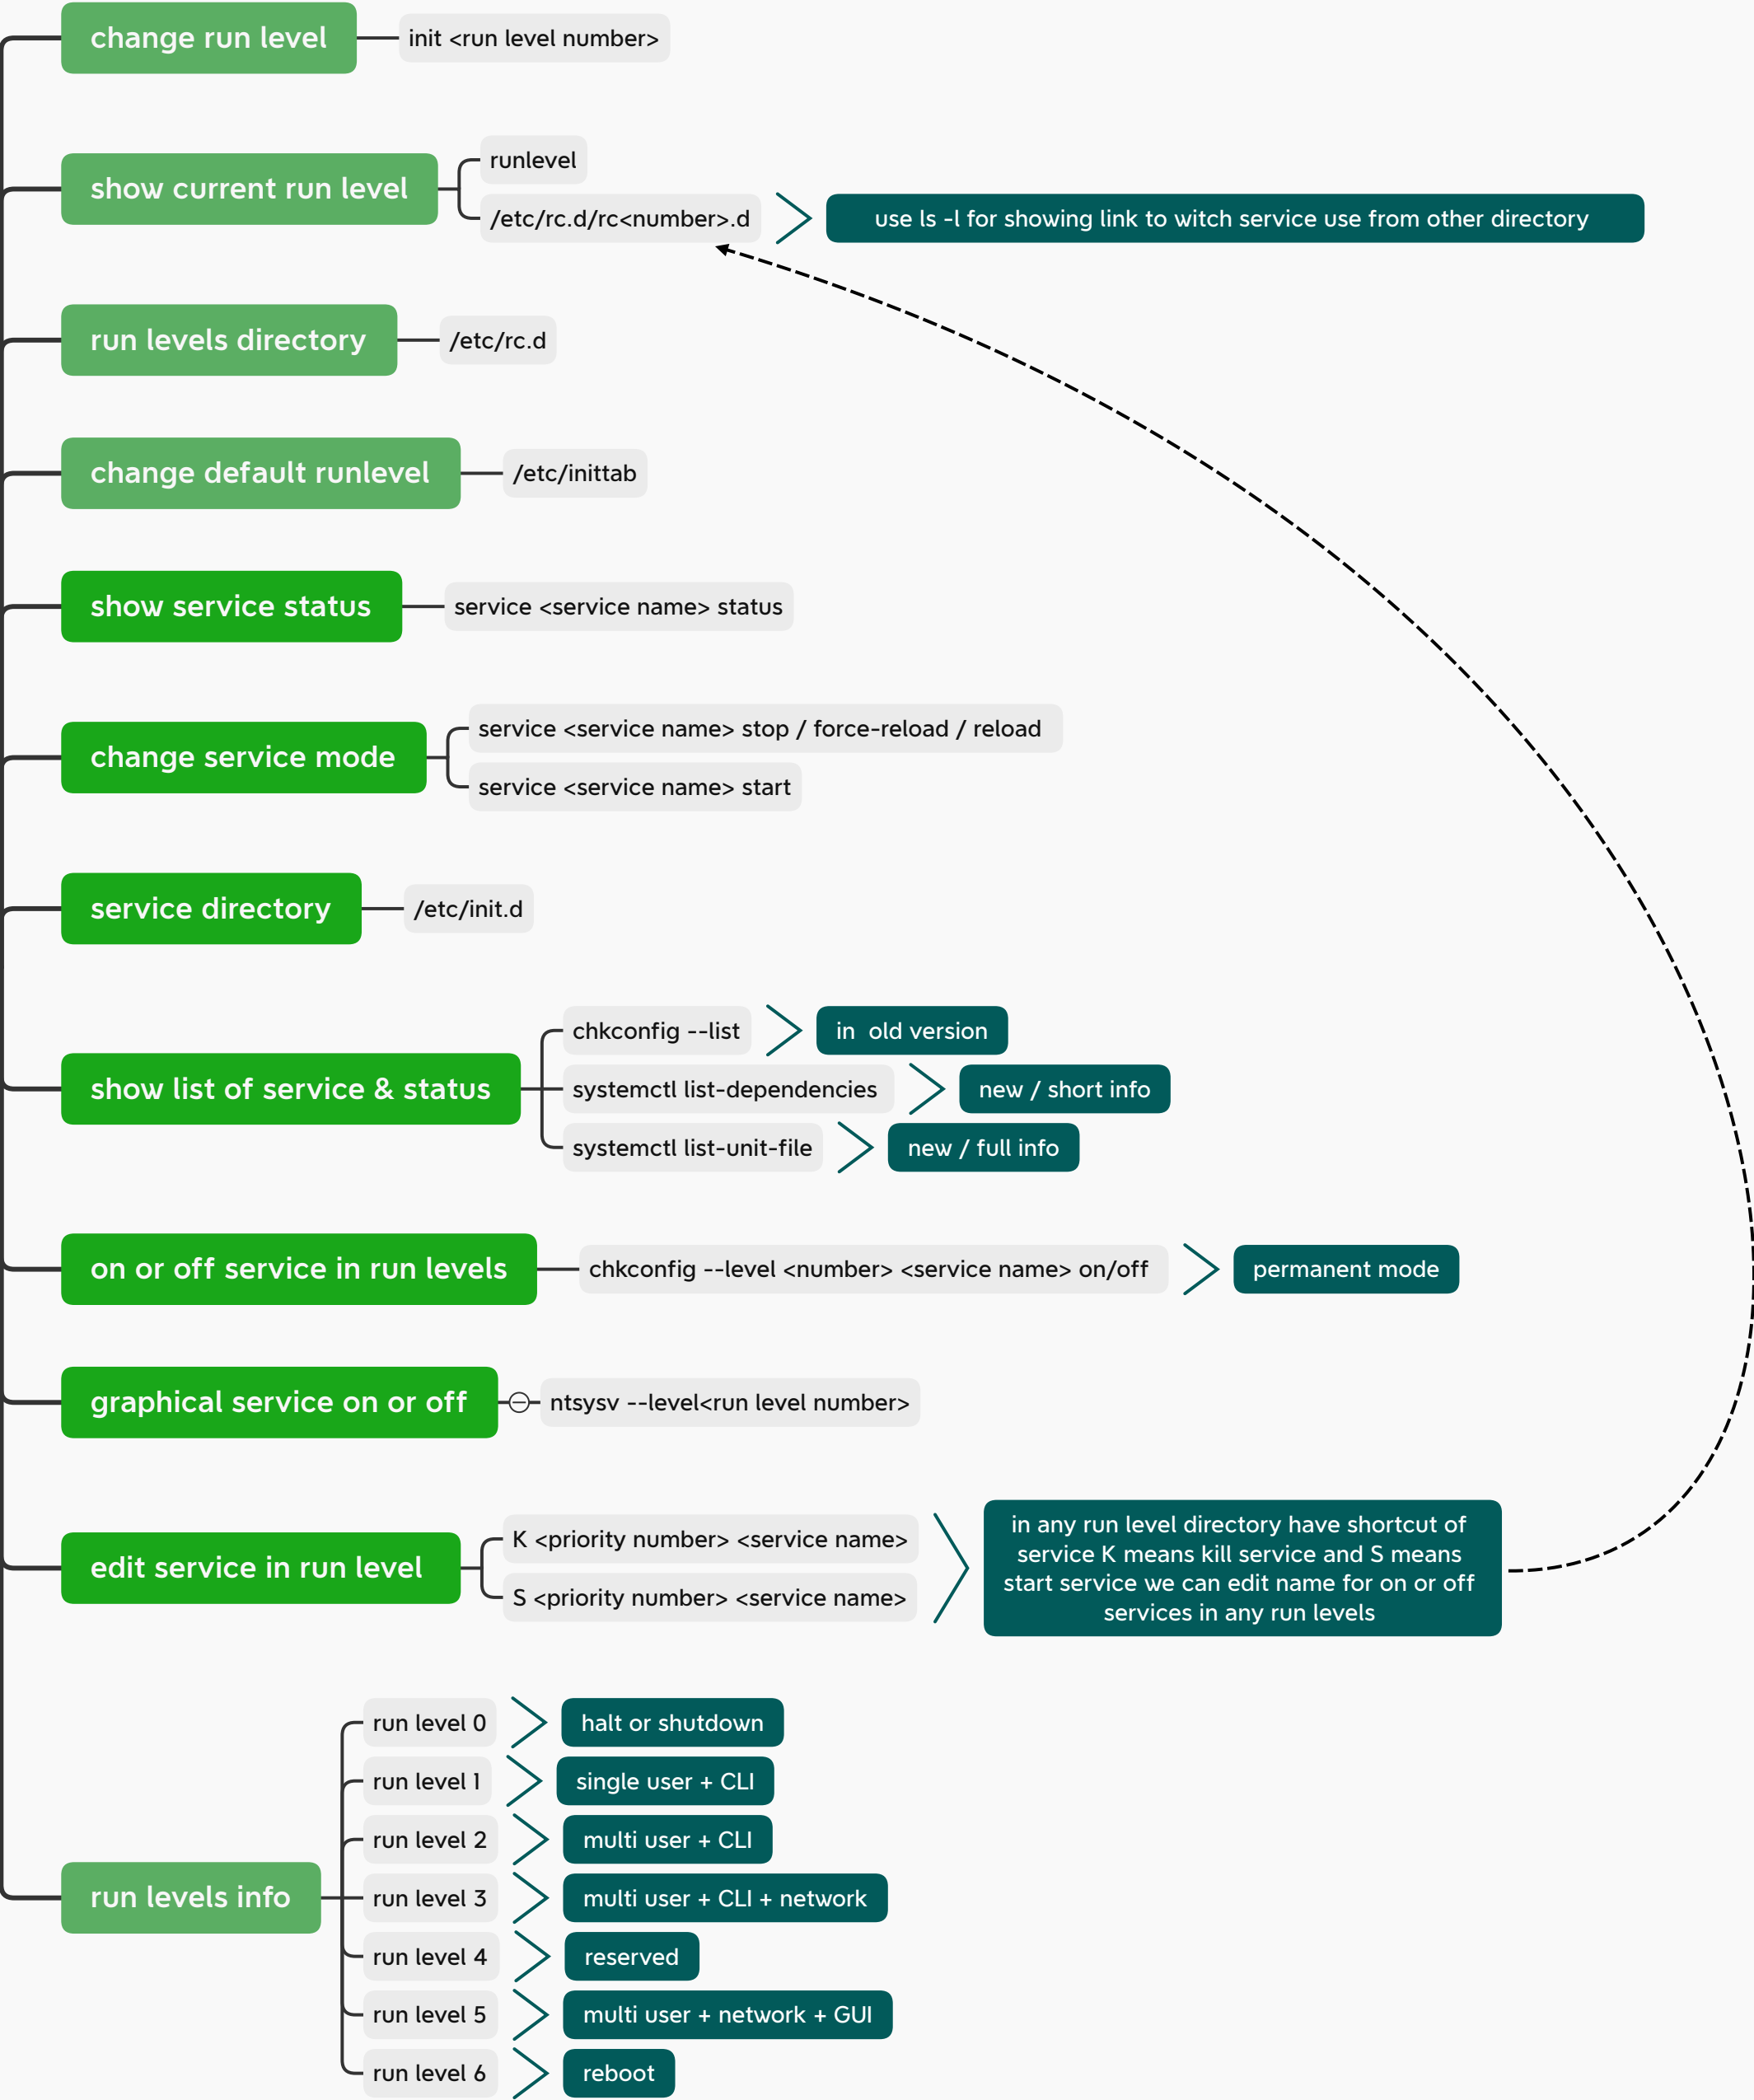 change run level
init <run level number>
show current run level
runlevel
/etc/rc.d/rc<number>.d
use ls -l for showing link to witch service use from other directory
run levels directory
/etc/rc.d
change default runlevel
/etc/inittab
show service status
service <service name> status
change service mode
service <service name> stop / force-reload / reload
service <service name> start
service directory
/etc/init.d
show list of service & status
chkconfig --list
in  old version
systemctl list-dependencies
new / short info
systemctl list-unit-file
new / full info
on or off service in run levels
chkconfig --level <number> <service name> on/off
permanent mode
graphical service on or off
ntsysv --level<run level number>
edit service in run level
K <priority number> <service name>
S <priority number> <service name>
in any run level directory have shortcut of
service K means kill service and S means
start service we can edit name for on or off
services in any run levels
run levels info
run level 0
halt or shutdown
run level 1
single user + CLI
run level 2
multi user + CLI
run level 3
multi user + CLI + network
run level 4
reserved
run level 5
multi user + network + GUI
run level 6
reboot